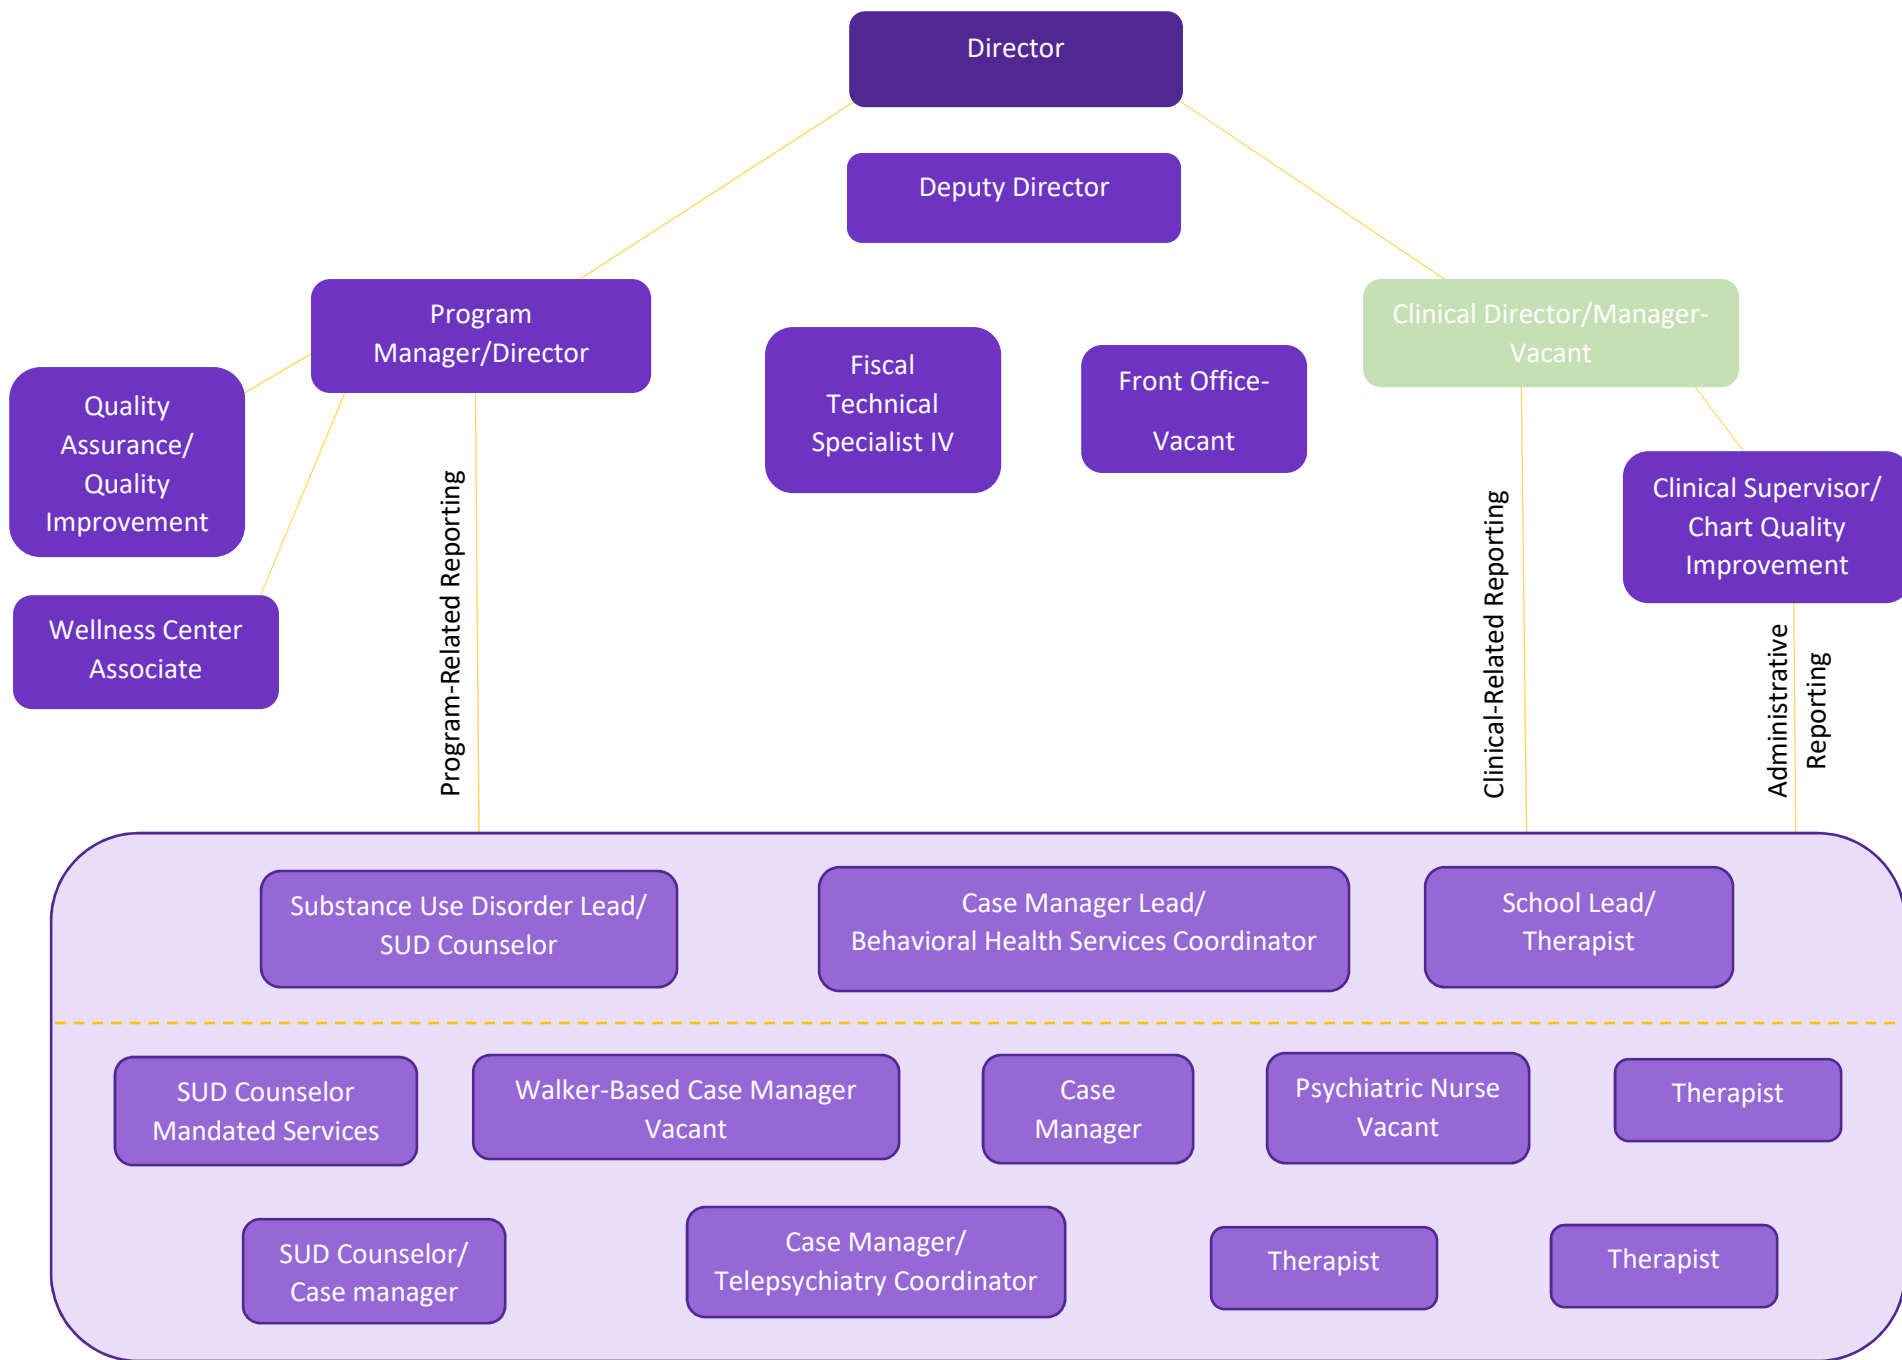 Director
Deputy Director
Program
Manager/Director
Clinical Director/Manager-
Vacant
Fiscal
Technical
Specialist IV
Front Office-
Vacant
Quality
Assurance/
Quality
Improvement
Clinical Supervisor/
Chart Quality
Improvement
Wellness Center
Associate
Program-Related Reporting
Clinical-Related Reporting
Administrative
Reporting
Substance Use Disorder Lead/
SUD Counselor
Case Manager Lead/
Behavioral Health Services Coordinator
School Lead/
Therapist
SUD Counselor
Mandated Services
Walker-Based Case Manager
Vacant
Case
Manager
Psychiatric Nurse
Vacant
Therapist
SUD Counselor/
Case manager
Case Manager/
Telepsychiatry Coordinator
Therapist
Therapist